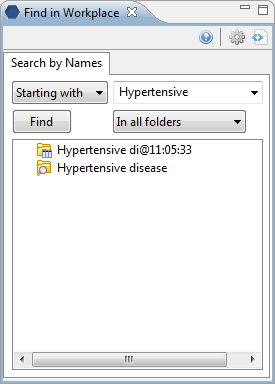 Find in Workplace
Search by Names
Starting with
Hypertensive
Find
In all folders
Hypertensive di@11:05:33
Hypertensive disease